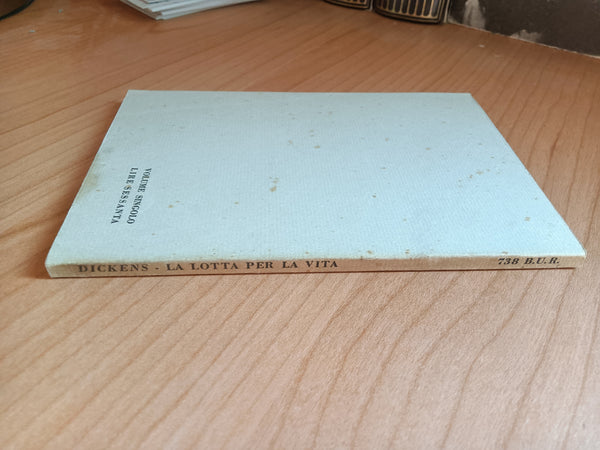 VOLUME SINGOLO
LIRE SESSANTA
DICKENS - LA LOTTA PER LA VITA
738 B.U.R.